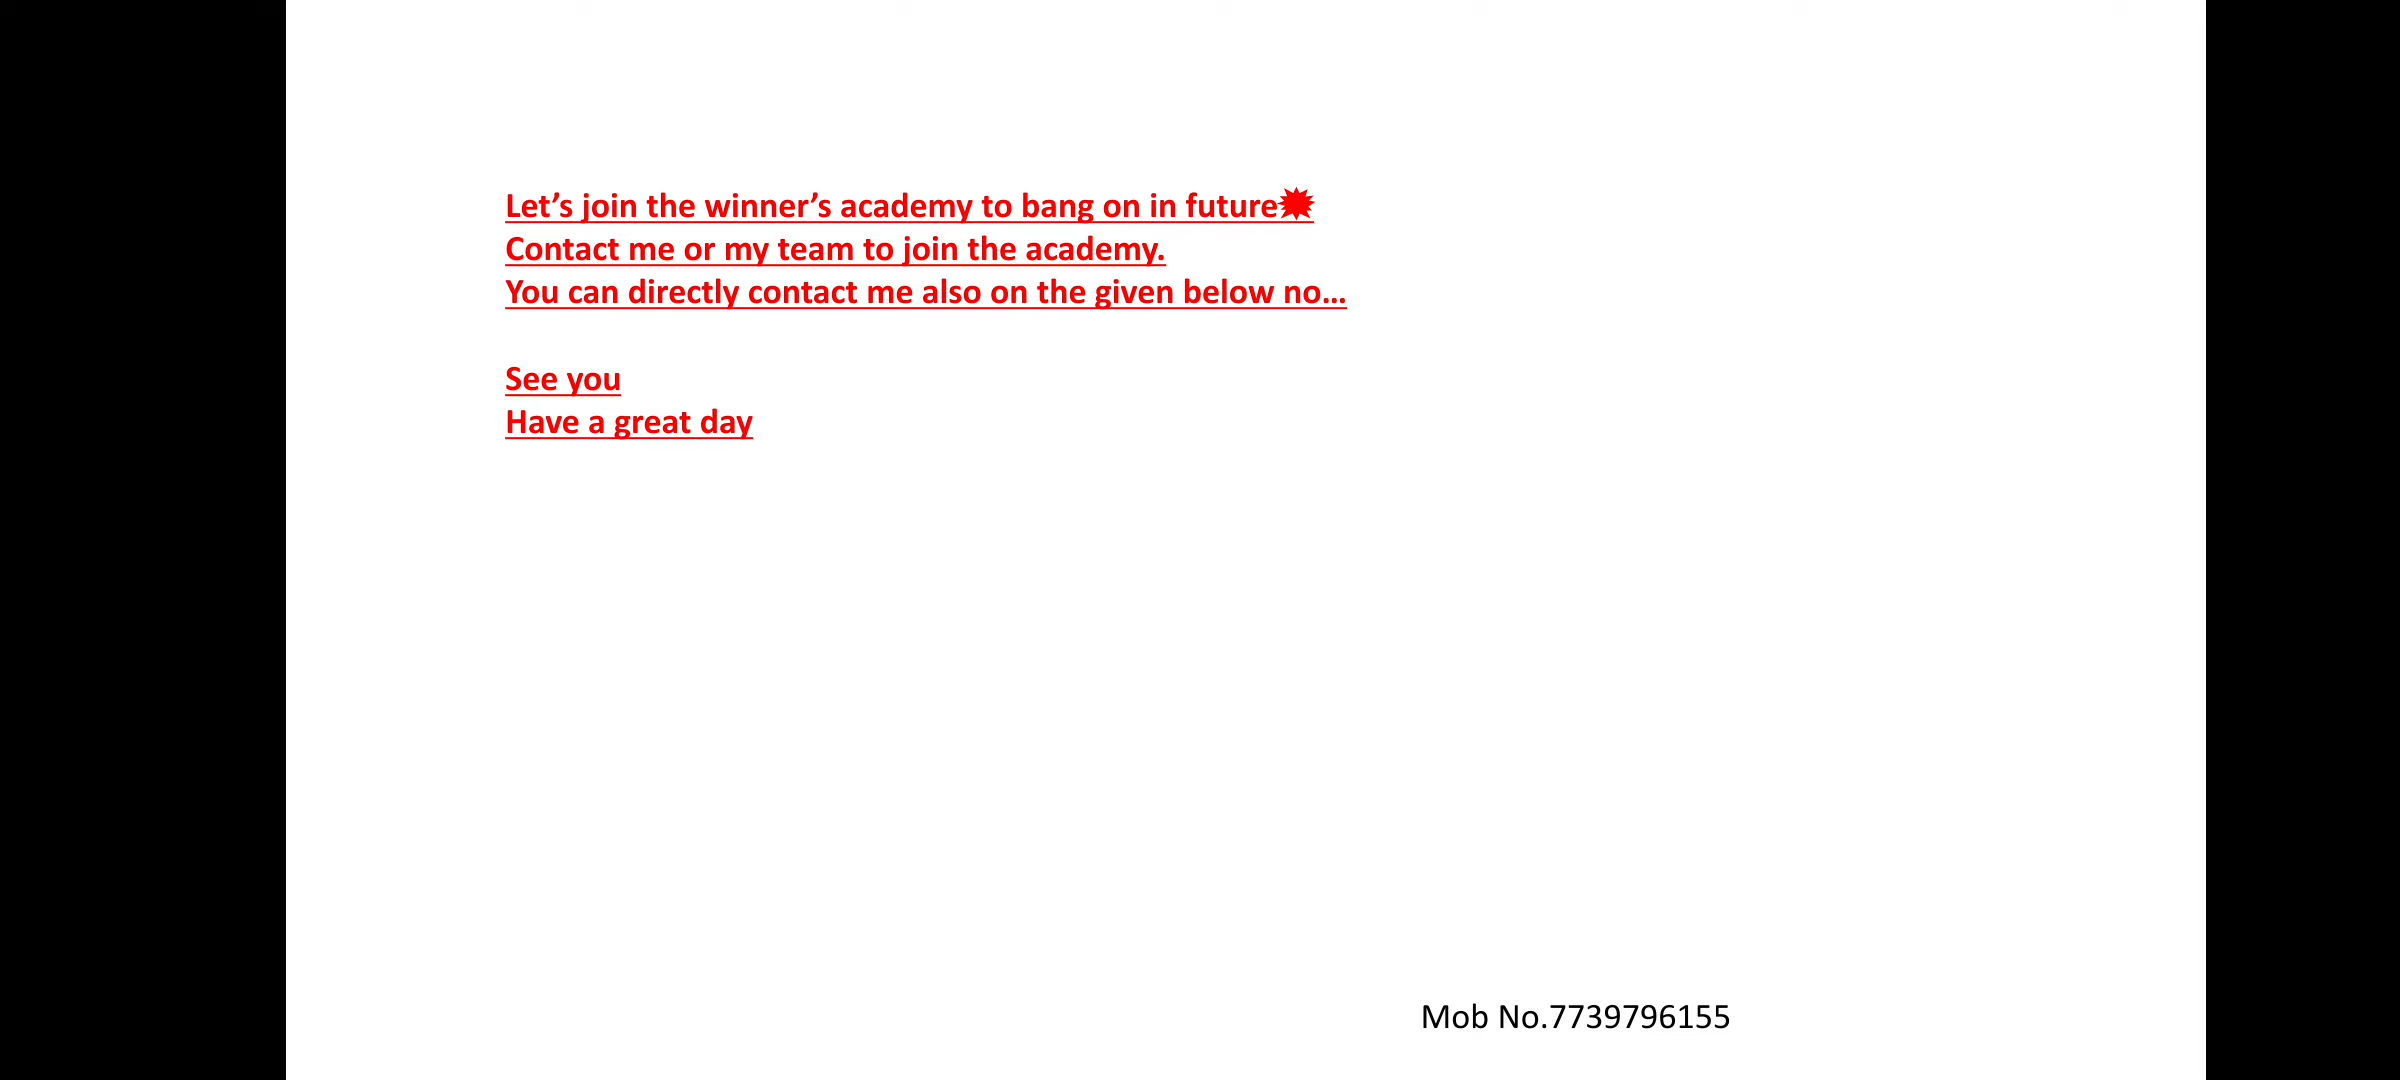 Let’s join the winner’s academy to bang on in future
Contact me or my team to join the academy.
You can directly contact me also on the given below no…
See you
Have a great day
Mob No.7739796155